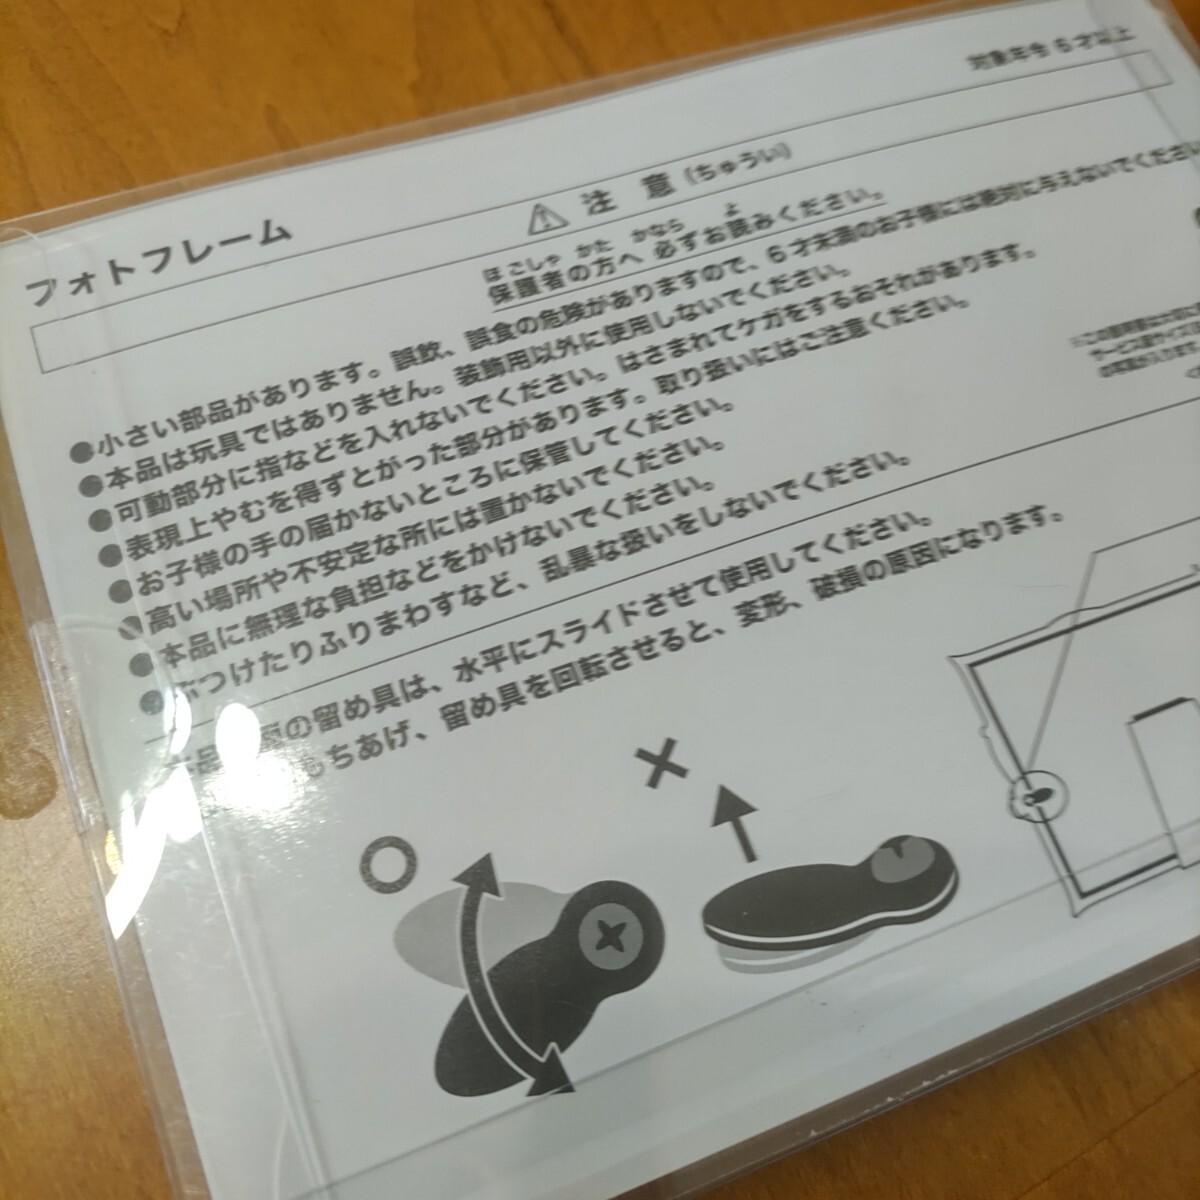 フォトフレーム
対象年令6才以上
注 意 (ちゅうい)
ほごしゃ かた かなら よ
保護者の方へ 必ずお読みください。
●小さい部品があります。誤飲、誤食の危険がありますので、6才未満のお子様には絶対に与えないでください
●本品は玩具ではありません。装飾用以外に使用しないでください。
●可動部分に指などを入れないでください。はさまれてケガをするおそれがあります。
●表現上やむを得ずとがった部分があります。取り扱いにはご注意ください。
●お子様の手の届かないところに保管してください。
●高い場所や不安定な所には置かないでください。
●本品に無理な負担などをかけないでください。
●ぶつけたりふりまわすなど、乱暴な扱いをしないでください。
の留め具は、水平にスライドさせて使用してください。
もちあげ、留め具を回転させると、変形、破損の原因になります。